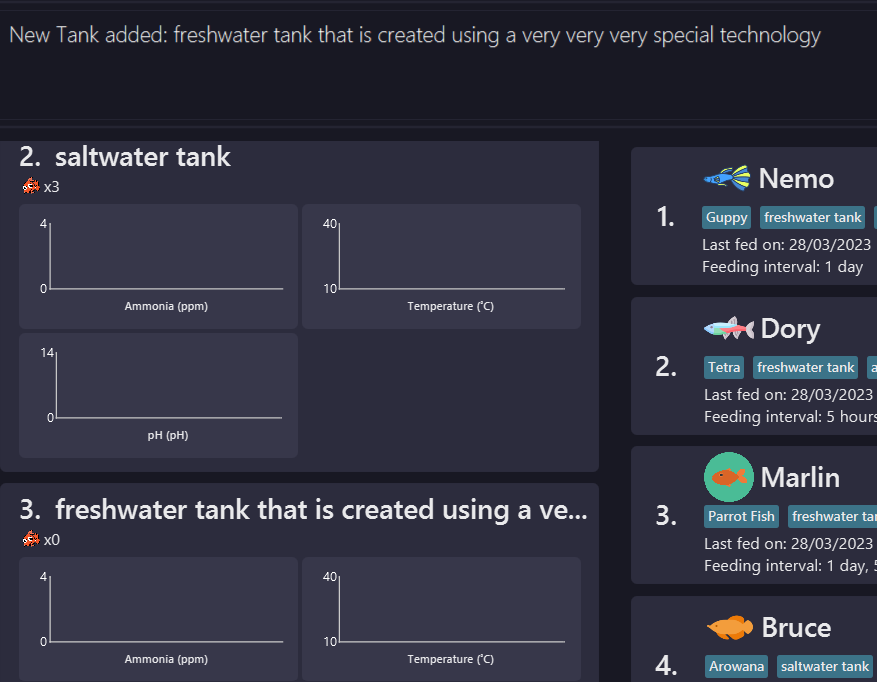 New Tank added: freshwater tank that is created using a very very very special technology
2. saltwater tank
x3
4
0
Ammonia (ppm)
40
10
Temperature (˚C)
14
0
pH (pH)
3. freshwater tank that is created using a ve...
x0
4
0
Ammonia (ppm)
40
10
Temperature (˚C)
1.
Nemo
Guppy freshwater tank
Last fed on: 28/03/2023
Feeding interval: 1 day
2.
Dory
Tetra freshwater tank a
Last fed on: 28/03/2023
Feeding interval: 5 hours
3.
Marlin
Parrot Fish freshwater tan
Last fed on: 28/03/2023
Feeding interval: 1 day, 5
4.
Bruce
Arowana saltwater tank